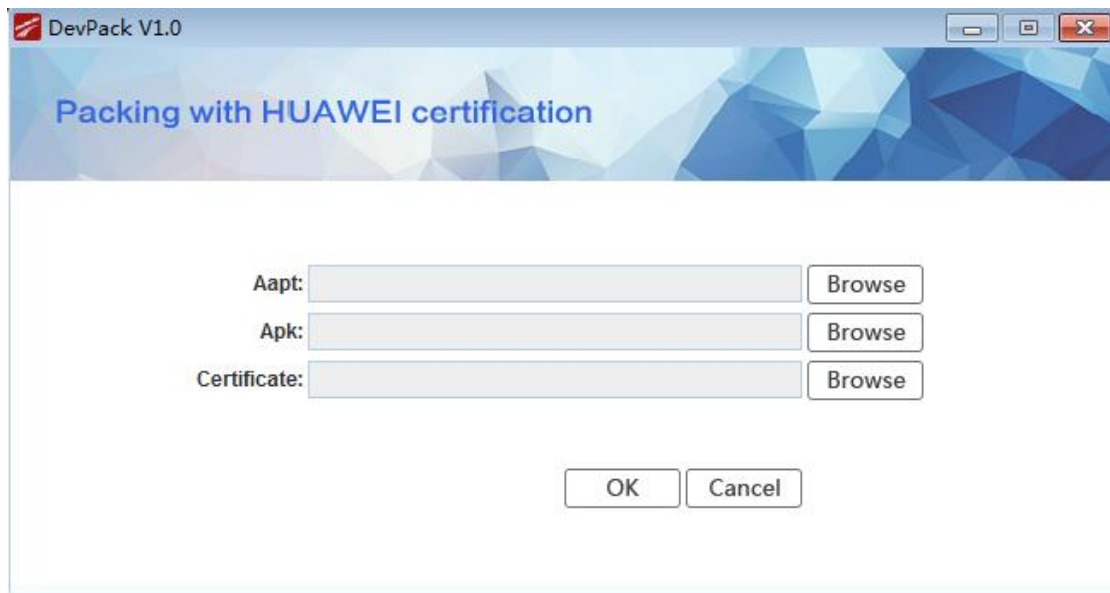 DevPack V1.0
Packing with HUAWEI certification
Aapt: Browse
Apk: Browse
Certificate: Browse
OK Cancel